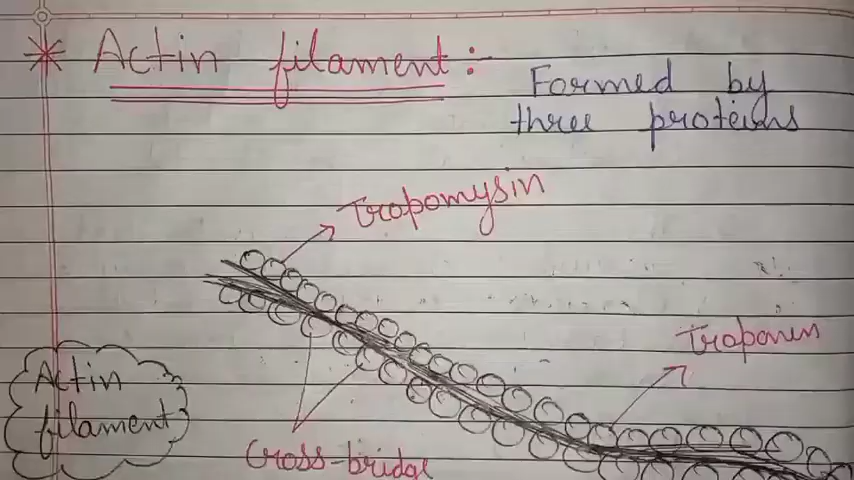 * Actin filament :-
Formed by
three proteins
Tropomysin
Troponin
Actin
filament
Cross-bridge